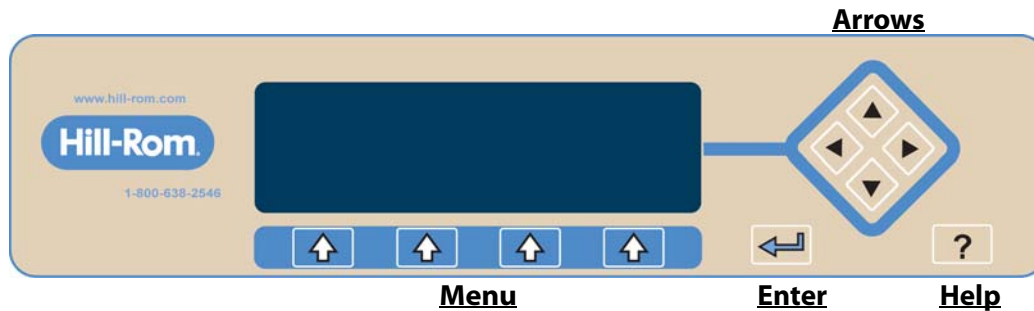 Arrows
www.hill-rom.com
Hill-Rom.
1-800-638-2546
?
Menu
Enter
Help